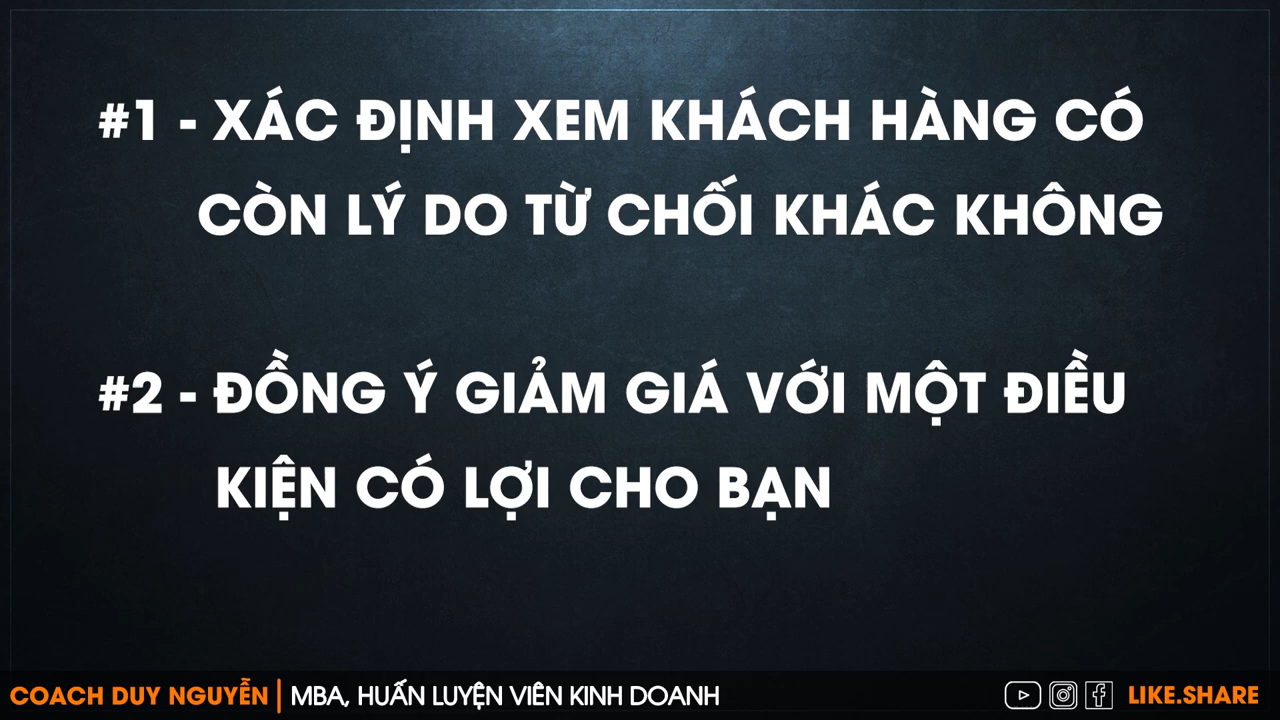 #1 - XÁC ĐỊNH XEM KHÁCH HÀNG CÓ
CÒN LÝ DO TỪ CHỐI KHÁC KHÔNG
#2 - ĐỒNG Ý GIẢM GIÁ VỚI MỘT ĐIỀU
KIỆN CÓ LỢI CHO BẠN
COACH DUY NGUYỄN | MBA, HUẤN LUYỆN VIÊN KINH DOANH LIKE.SHARE